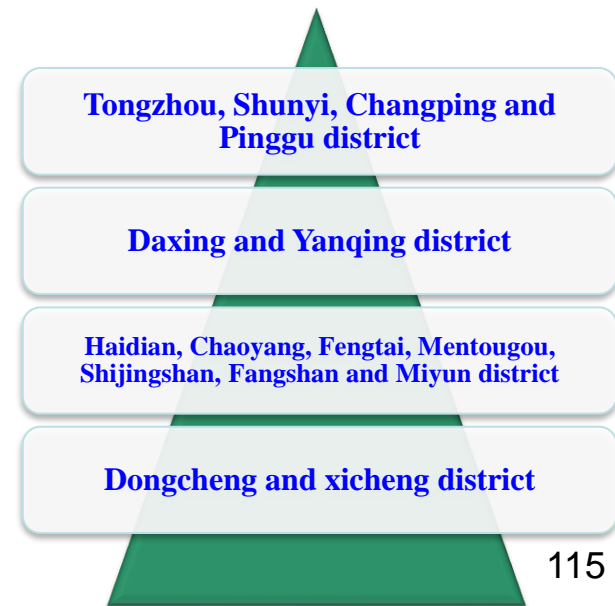 Tongzhou, Shunyi, Changping and
Pinggu district
Daxing and Yanqing district
Haidian, Chaoyang, Fengtai, Mentougou,
Shijingshan, Fangshan and Miyun district
Dongcheng and xicheng district
115